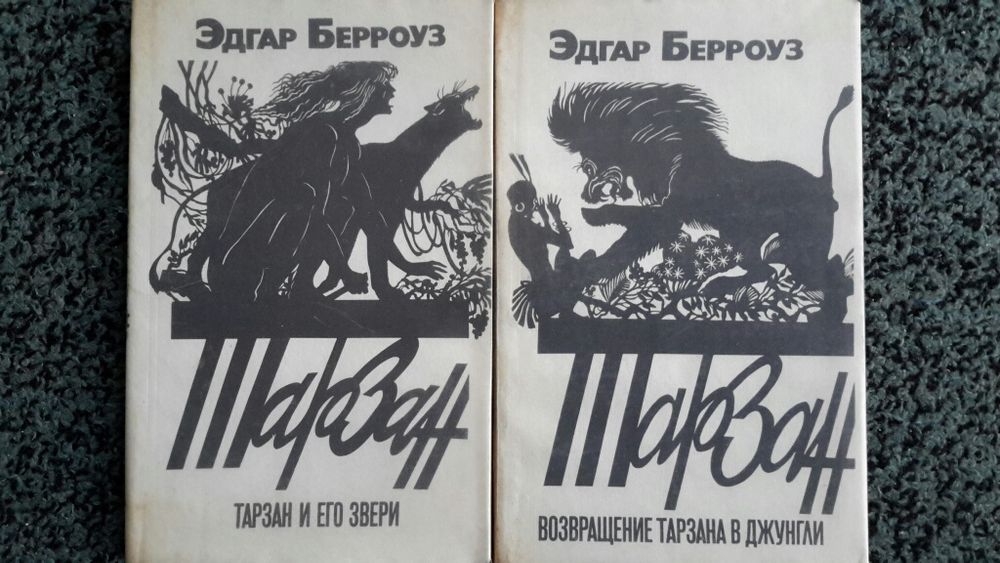 Эдгар Берроуз
Тарзан
ТАРЗАН И ЕГО ЗВЕРИ
Эдгар Берроуз
Тарзан
ВОЗВРАЩЕНИЕ ТАРЗАНА В ДЖУНГЛИ